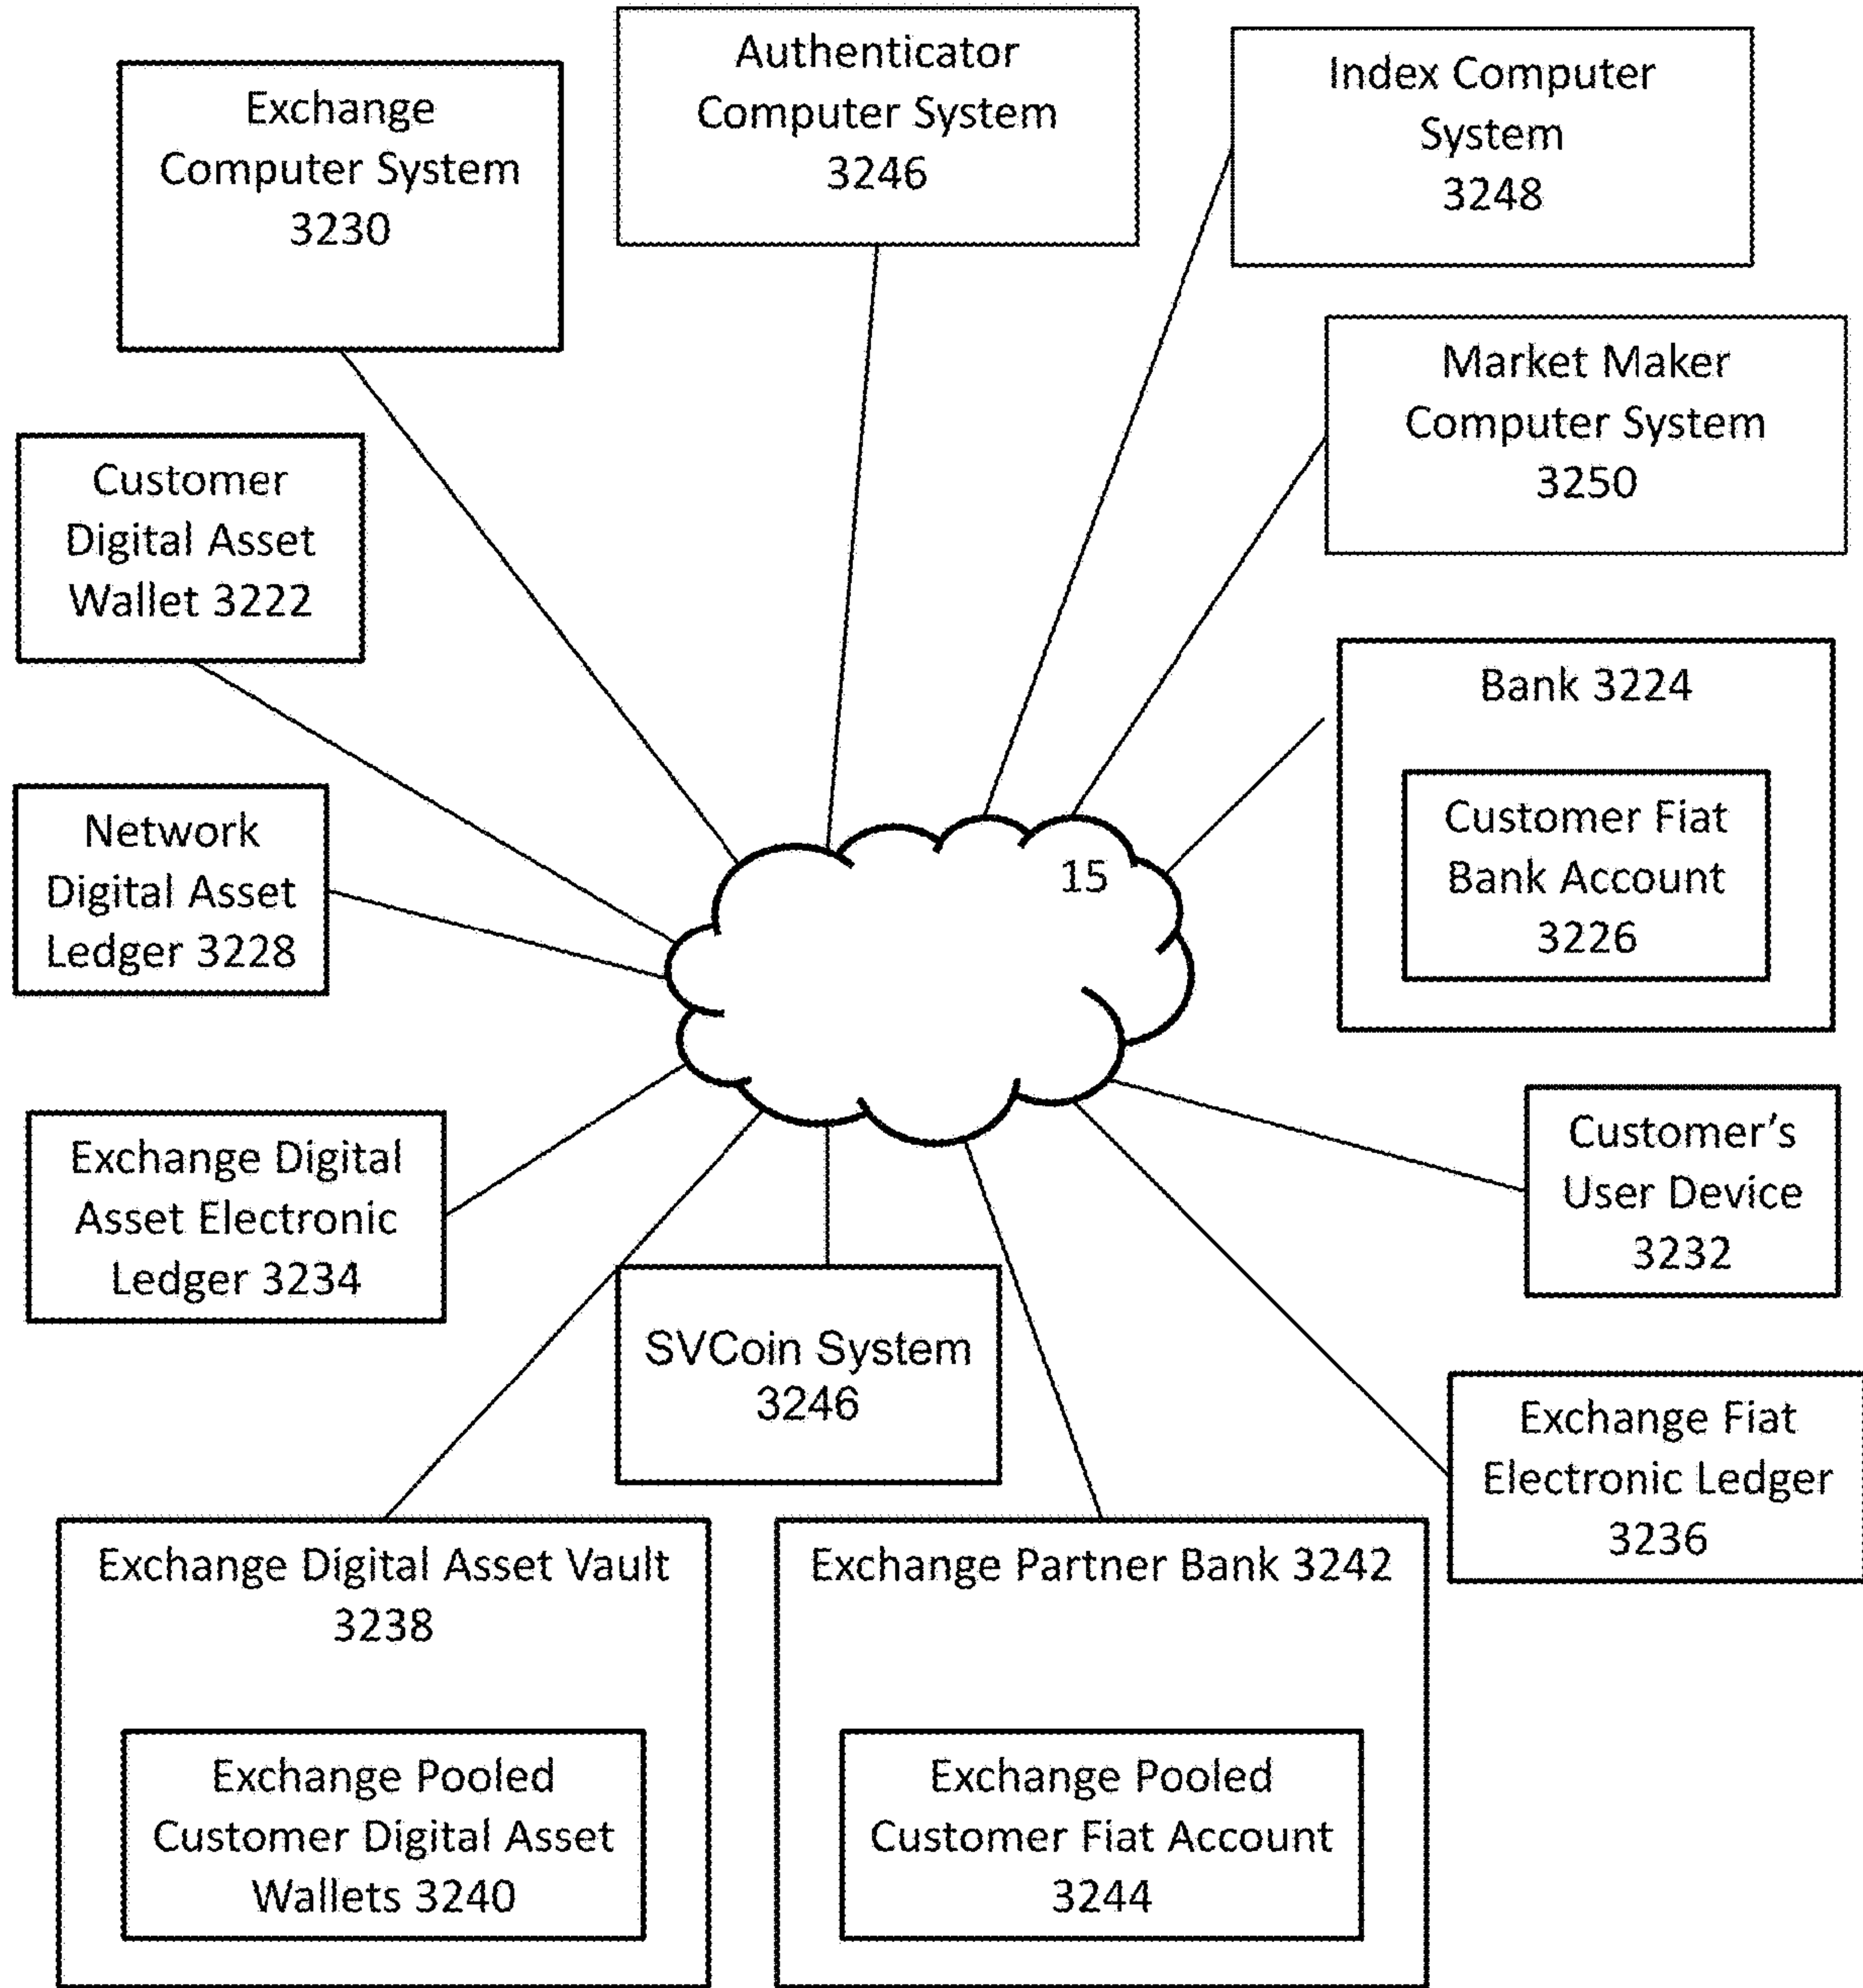 Authenticator
Computer System
3246
Index Computer
System
3248
Exchange
Computer System
3230
Market Maker
Computer System
3250
Customer
Digital Asset
Wallet 3222
Bank 3224
Customer Fiat
Bank Account
3226
Network
Digital Asset
Ledger 3228
15
Customer's
User Device
3232
Exchange Digital
Asset Electronic
Ledger 3234
SVCoin System
3246
Exchange Fiat
Electronic Ledger
3236
Exchange Digital Asset Vault
3238
Exchange Pooled
Customer Digital Asset
Wallets 3240
Exchange Partner Bank 3242
Exchange Pooled
Customer Fiat Account
3244